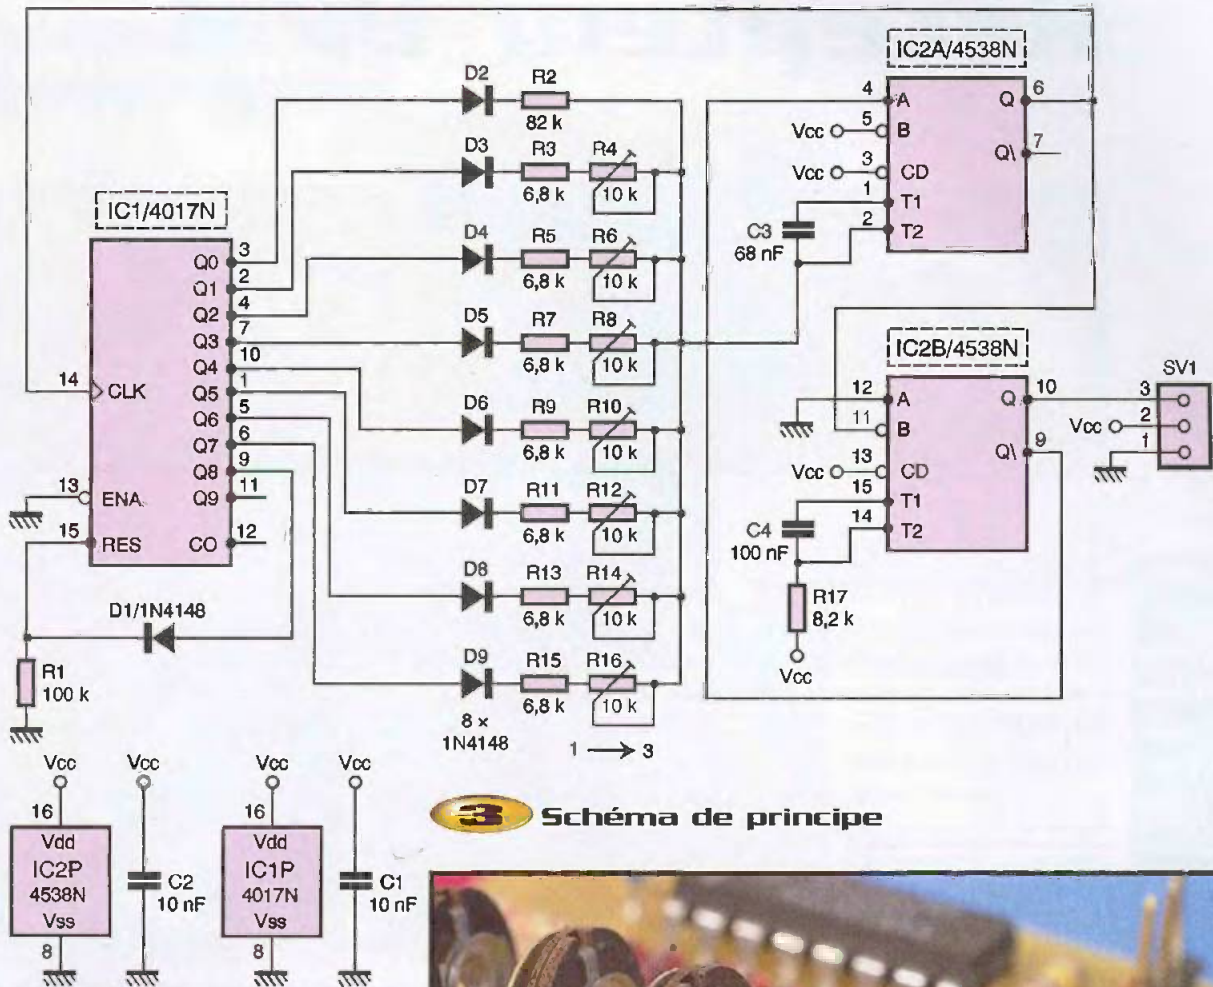 IC1/4017N
3
Q0
2
Q1
4
Q2
7
Q3
10
Q4
1
Q5
5
Q6
6
Q7
9
Q8
11
Q9
12
CO
14
CLK
13
ENA
15
RES
D1/1N4148
R1
100 k
D2
R2
82 k
D3
R3
R4
6,8 k
10 k
D4
R5
R6
6,8 k
10 k
D5
R7
R8
6,8 k
10 k
D6
R9
R10
6,8 k
10 k
D7
R11
R12
6,8 k
10 k
D8
R13
R14
6,8 k
10 k
D9
R15
R16
6,8 k
10 k
8 ×
1N4148
1 → 3
IC2A/4538N
4
A
Q
6
Vcc
5
B
Q\
7
Vcc
3
CD
1
T1
2
T2
C3
68 nF
IC2B/4538N
12
A
Q
10
11
B
Q\
9
Vcc
13
CD
15
T1
14
T2
C4
100 nF
R17
8,2 k
Vcc
SV1
3
Vcc
2
1
Vcc
16
Vdd
IC2P
4538N
Vss
8
Vcc
C2
10 nF
Vcc
16
Vdd
IC1P
4017N
Vss
8
Vcc
C1
10 nF
3 Schéma de principe